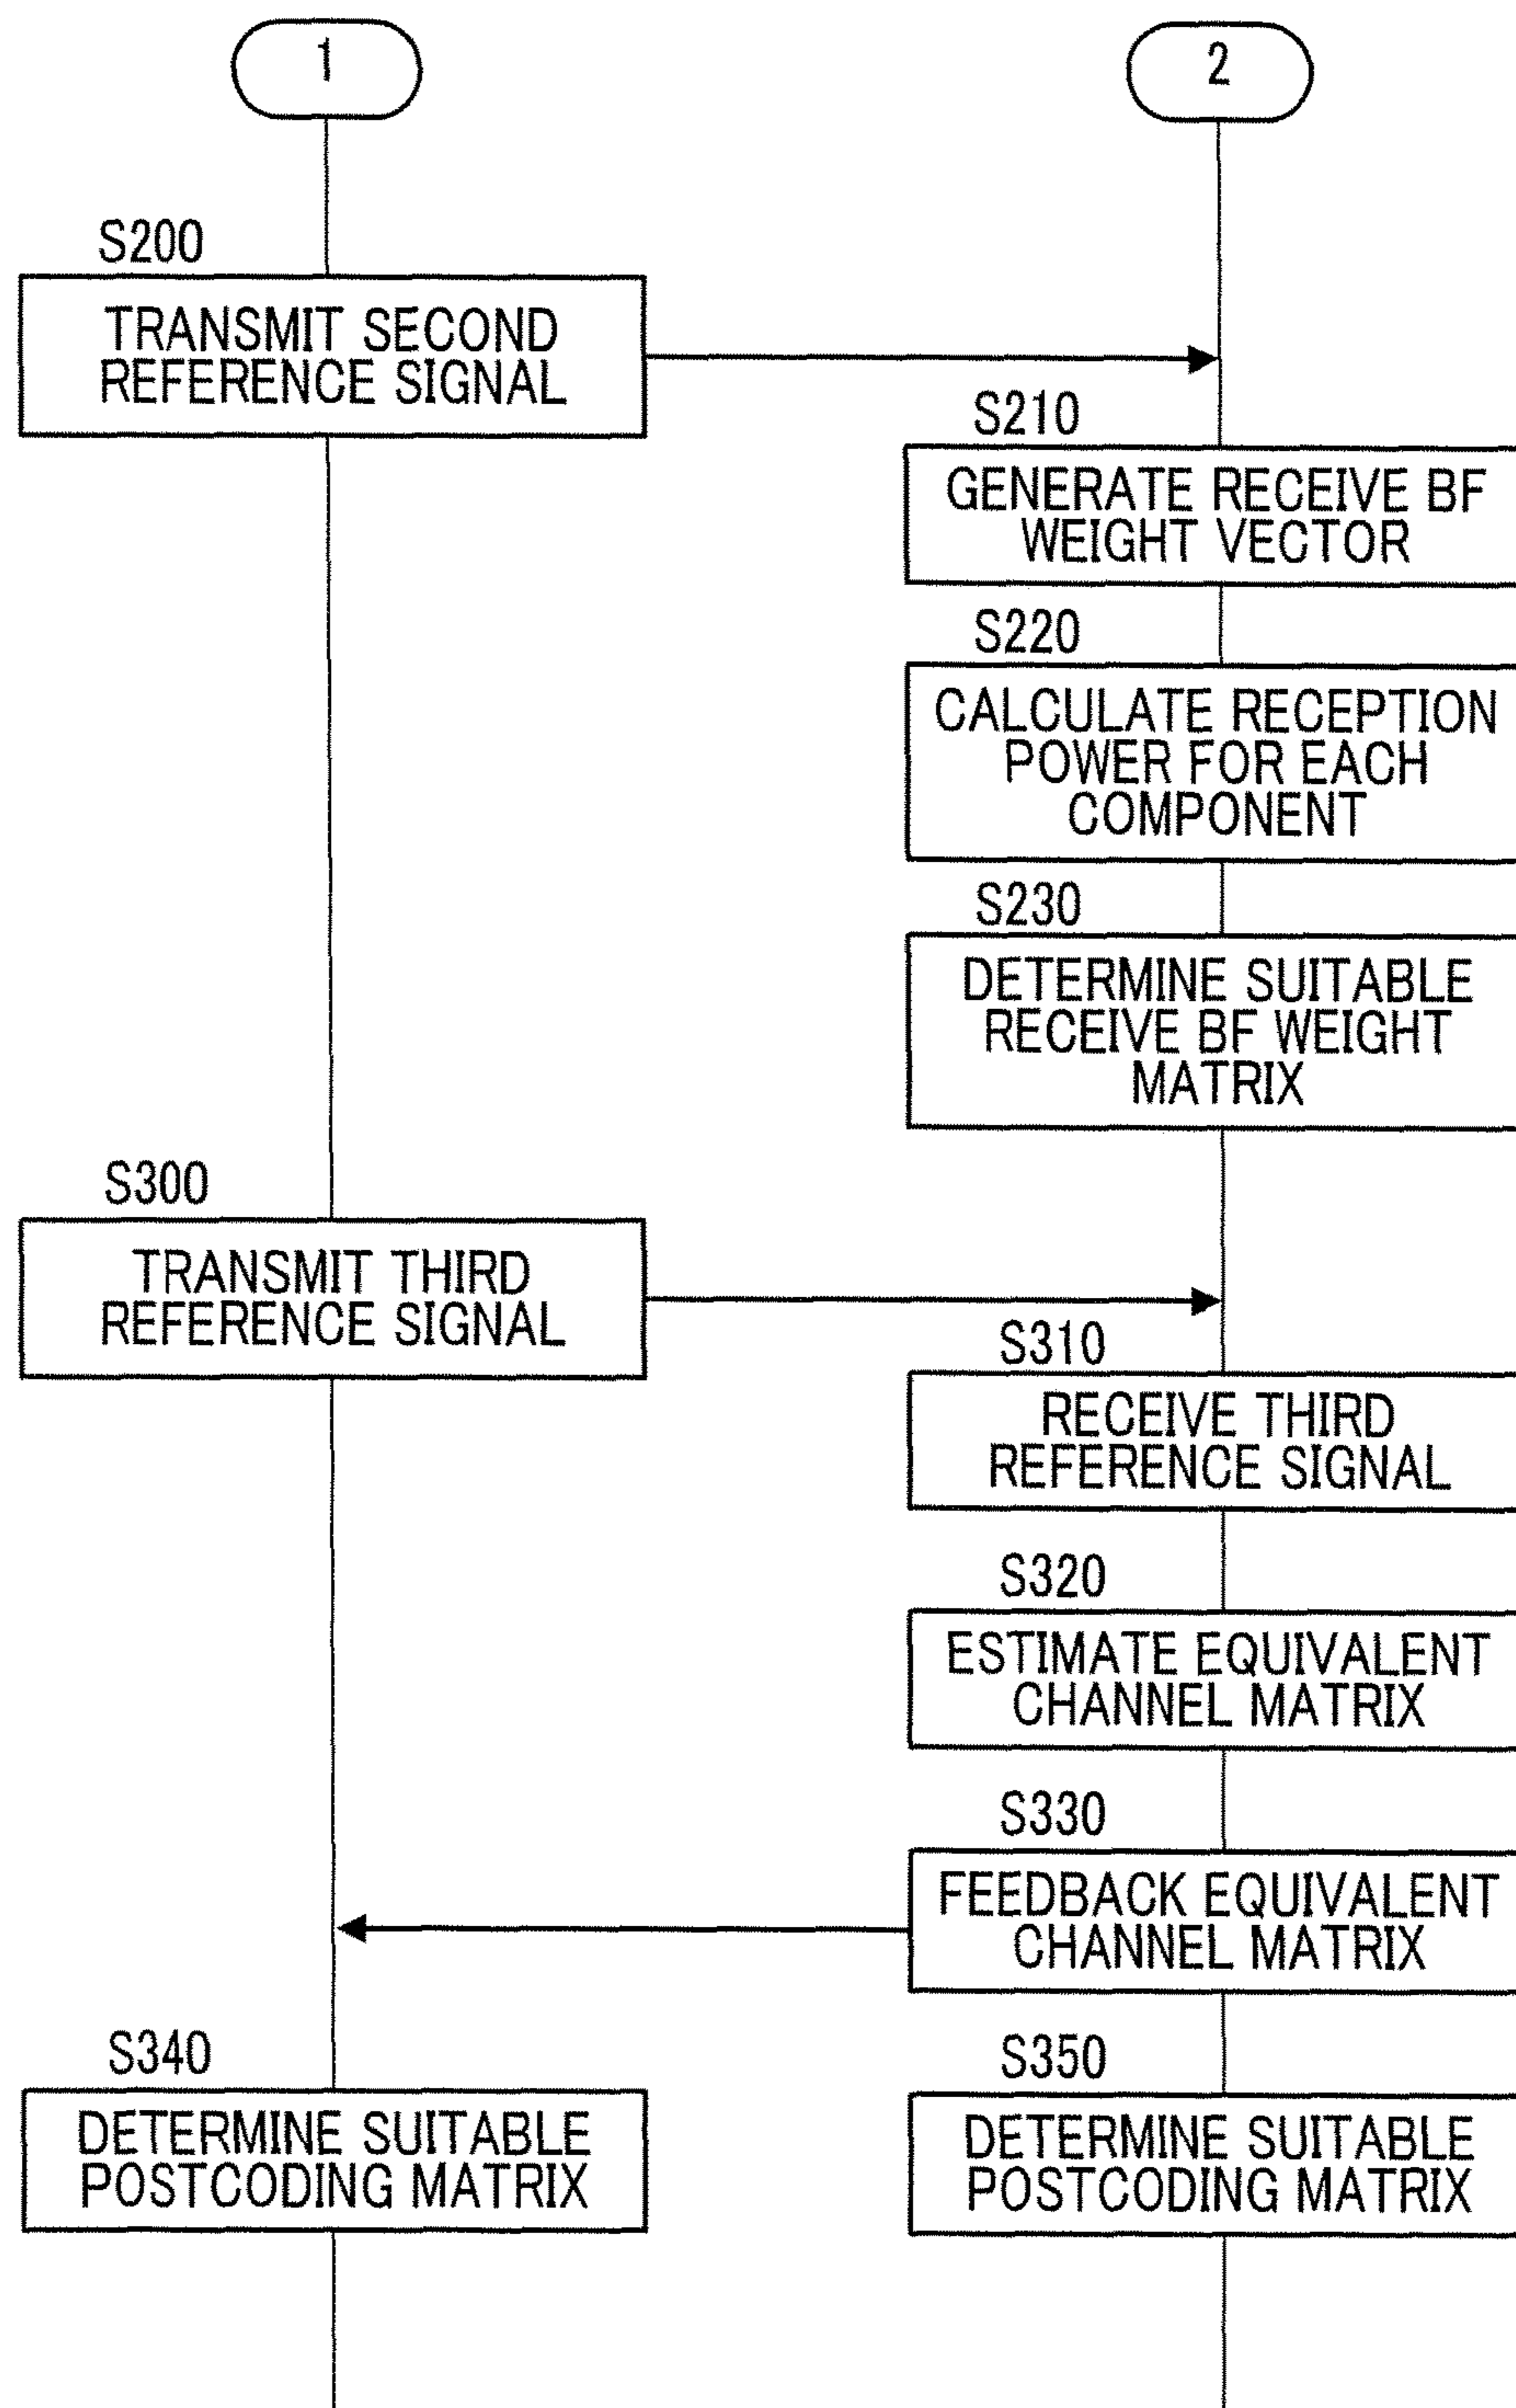 1
2
S200
TRANSMIT SECOND
REFERENCE SIGNAL
S210
GENERATE RECEIVE BF
WEIGHT VECTOR
S220
CALCULATE RECEPTION
POWER FOR EACH
COMPONENT
S230
DETERMINE SUITABLE
RECEIVE BF WEIGHT
MATRIX
S300
TRANSMIT THIRD
REFERENCE SIGNAL
S310
RECEIVE THIRD
REFERENCE SIGNAL
S320
ESTIMATE EQUIVALENT
CHANNEL MATRIX
S330
FEEDBACK EQUIVALENT
CHANNEL MATRIX
S340
DETERMINE SUITABLE
POSTCODING MATRIX
S350
DETERMINE SUITABLE
POSTCODING MATRIX